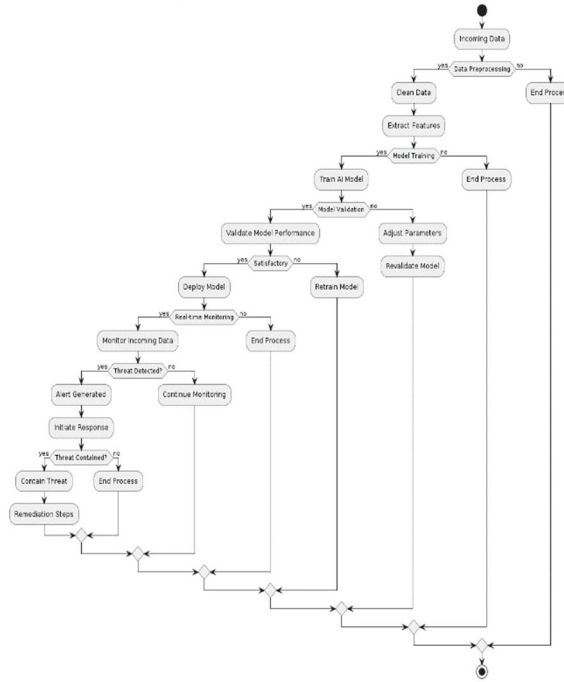 Incoming Data
yes
Data Preprocessing
no
Clean Data
End Proces
Extract Features
yes
Model Training
no
Train AI Model
End Process
yes
Model Validation
no
Validate Model Performance
Adjust Parameters
yes
Satisfactory
no
Revalidate Model
Deploy Model
Retrain Model
yes
Real-time Monitoring
no
Monitor Incoming Data
End Process
yes
Threat Detected?
no
Alert Generated
Continue Monitoring
Initiate Response
yes
Threat Contained?
no
Contain Threat
End Process
Remediation Steps